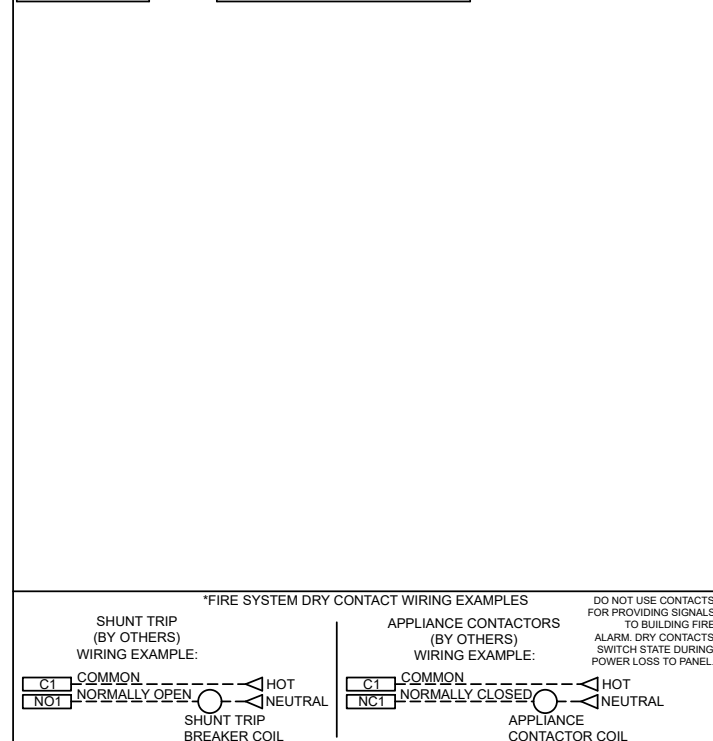 *FIRE SYSTEM DRY CONTACT WIRING EXAMPLES
SHUNT TRIP
(BY OTHERS)
WIRING EXAMPLE:
C1
COMMON
HOT
NO1
NORMALLY OPEN
NEUTRAL
SHUNT TRIP
BREAKER COIL
APPLIANCE CONTACTORS
(BY OTHERS)
WIRING EXAMPLE:
C1
COMMON
HOT
NC1
NORMALLY CLOSED
NEUTRAL
APPLIANCE
CONTACTOR COIL
DO NOT USE CONTACTS
FOR PROVIDING SIGNALS
TO BUILDING FIRE
ALARM. DRY CONTACTS
SWITCH STATE DURING
POWER LOSS TO PANEL.